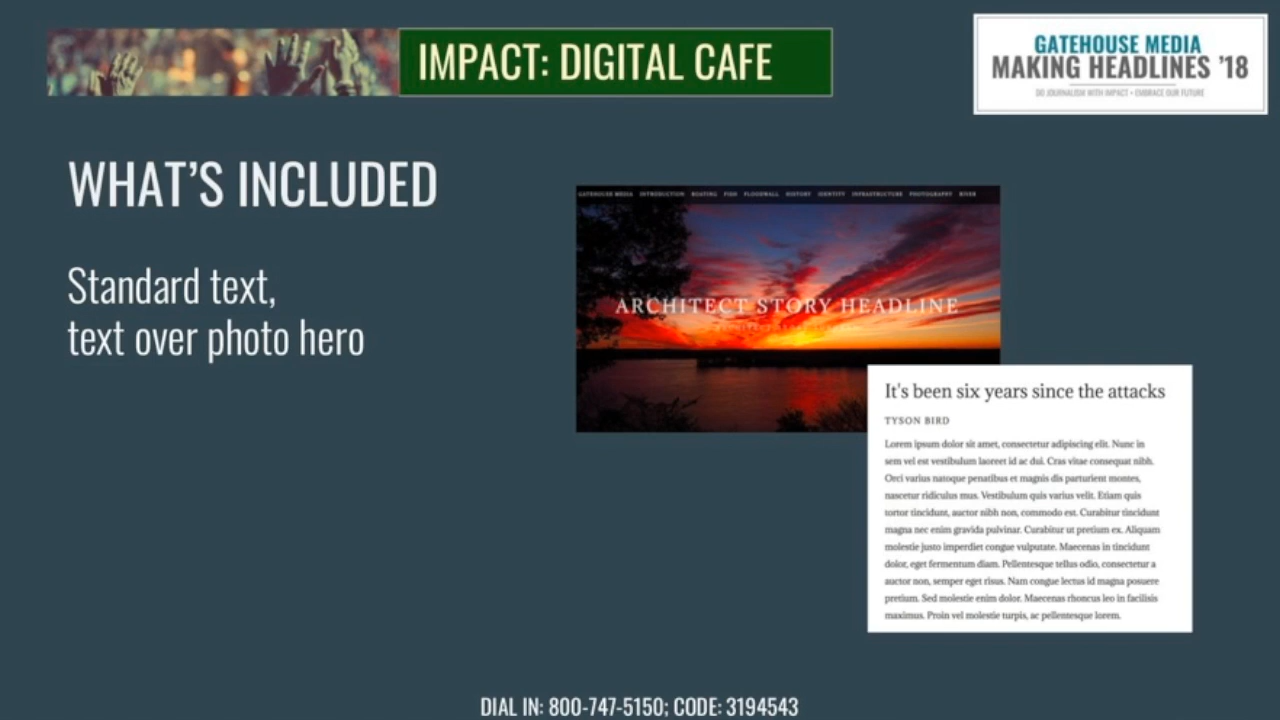 IMPACT: DIGITAL CAFE
GATEHOUSE MEDIA
MAKING HEADLINES '18
DO JOURNALISM WITH IMPACT • EMBRACE OUR FUTURE
WHAT'S INCLUDED
Standard text,
text over photo hero
GATEHOUSE MEDIA INTRODUCTION BOATING FISH FLOODWALL HISTORY IDENTITY INFRASTRUCTURE PHOTOGRAPHY RIVER
ARCHITECT STORY HEADLINE
It's been six years since the attacks
TYSON BIRD
Lorem ipsum dolor sit amet, consectetur adipiscing elit. Nunc in
sem vel est vestibulum laoreet id ac dui. Cras vitae consequat nibh.
Orci varius natoque penatibus et magnis dis parturient montes,
nascetur ridiculus mus. Vestibulum quis varius velit. Etiam quis
tortor tincidunt, auctor nibh non, commodo est. Curabitur tincidunt
magna nec enim gravida pulvinar. Curabitur ut pretium ex. Aliquam
molestie justo imperdiet congue vulputate. Maecenas in tincidunt
dolor, eget fermentum diam. Pellentesque tellus odio, consectetur a
auctor non, semper eget risus. Nam congue lectus id magna posuere
pretium. Sed molestie enim dolor. Maecenas rhoncus leo in facilisis
maximus. Proin vel molestie turpis, ac pellentesque lorem.
DIAL IN: 800-747-5150; CODE: 3194543